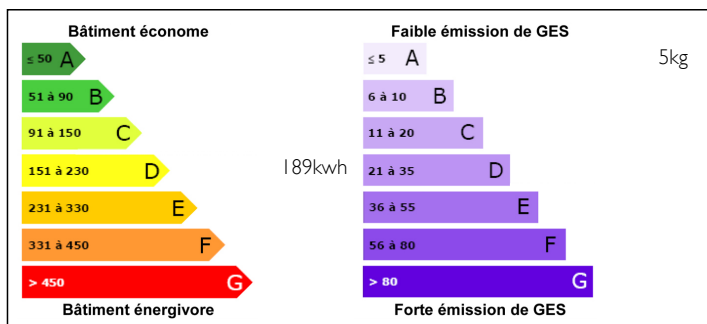 Bâtiment économe
≤ 50 A
51 à 90 B
91 à 150 C
151 à 230 D
231 à 330 E
331 à 450 F
> 450 G
Bâtiment énergivore
189kwh
Faible émission de GES
≤ 5 A
6 à 10 B
11 à 20 C
21 à 35 D
36 à 55 E
56 à 80 F
> 80 G
Forte émission de GES
5kg